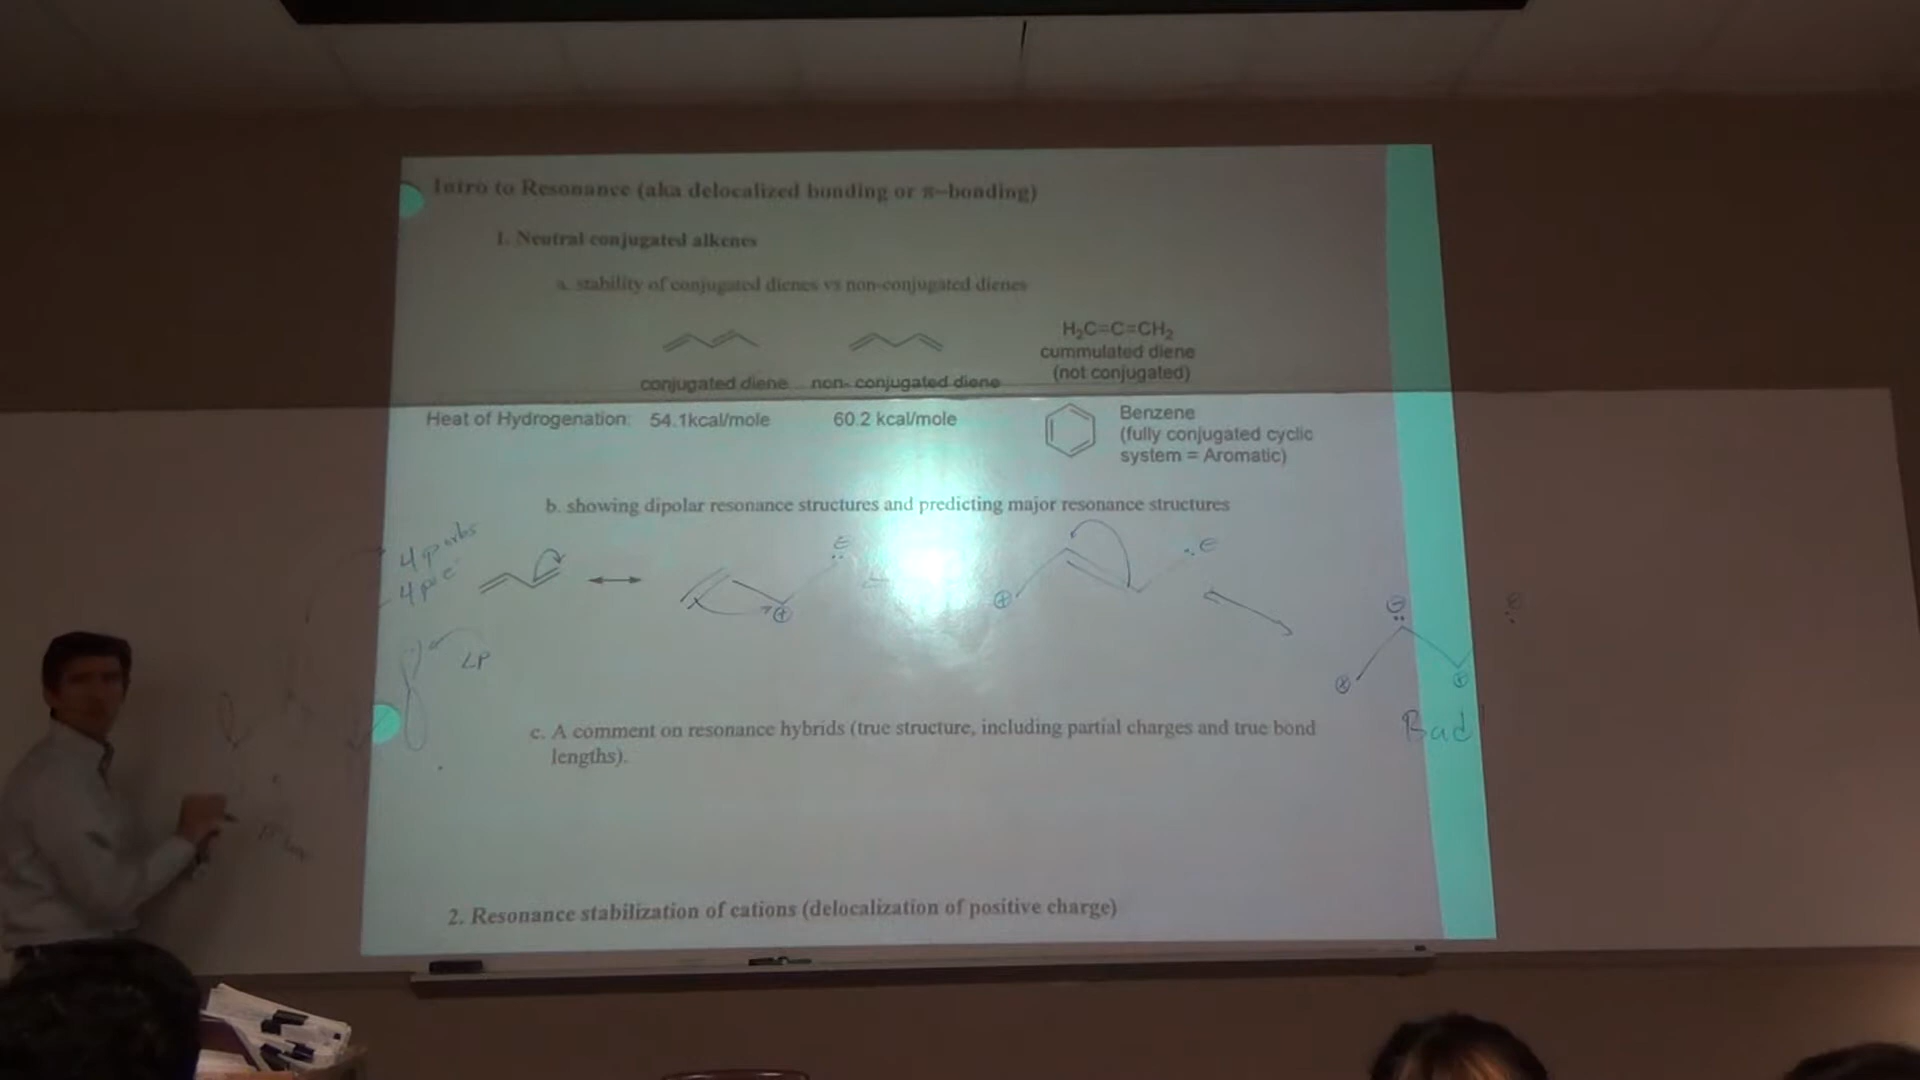 Intro to Resonance (aka delocalized bonding or π-bonding)
1. Neutral conjugated alkenes
a. stability of conjugated dienes vs non-conjugated dienes
H₂C=C=CH₂
cummulated diene
(not conjugated)
conjugated diene non-conjugated diene
Heat of Hydrogenation: 54.1kcal/mole 60.2 kcal/mole
Benzene
(fully conjugated cyclic
system = Aromatic)
b. showing dipolar resonance structures and predicting major resonance structures
4 p orbs
4 p e⁻
LP
Bad
c. A comment on resonance hybrids (true structure, including partial charges and true bond
lengths).
2. Resonance stabilization of cations (delocalization of positive charge)